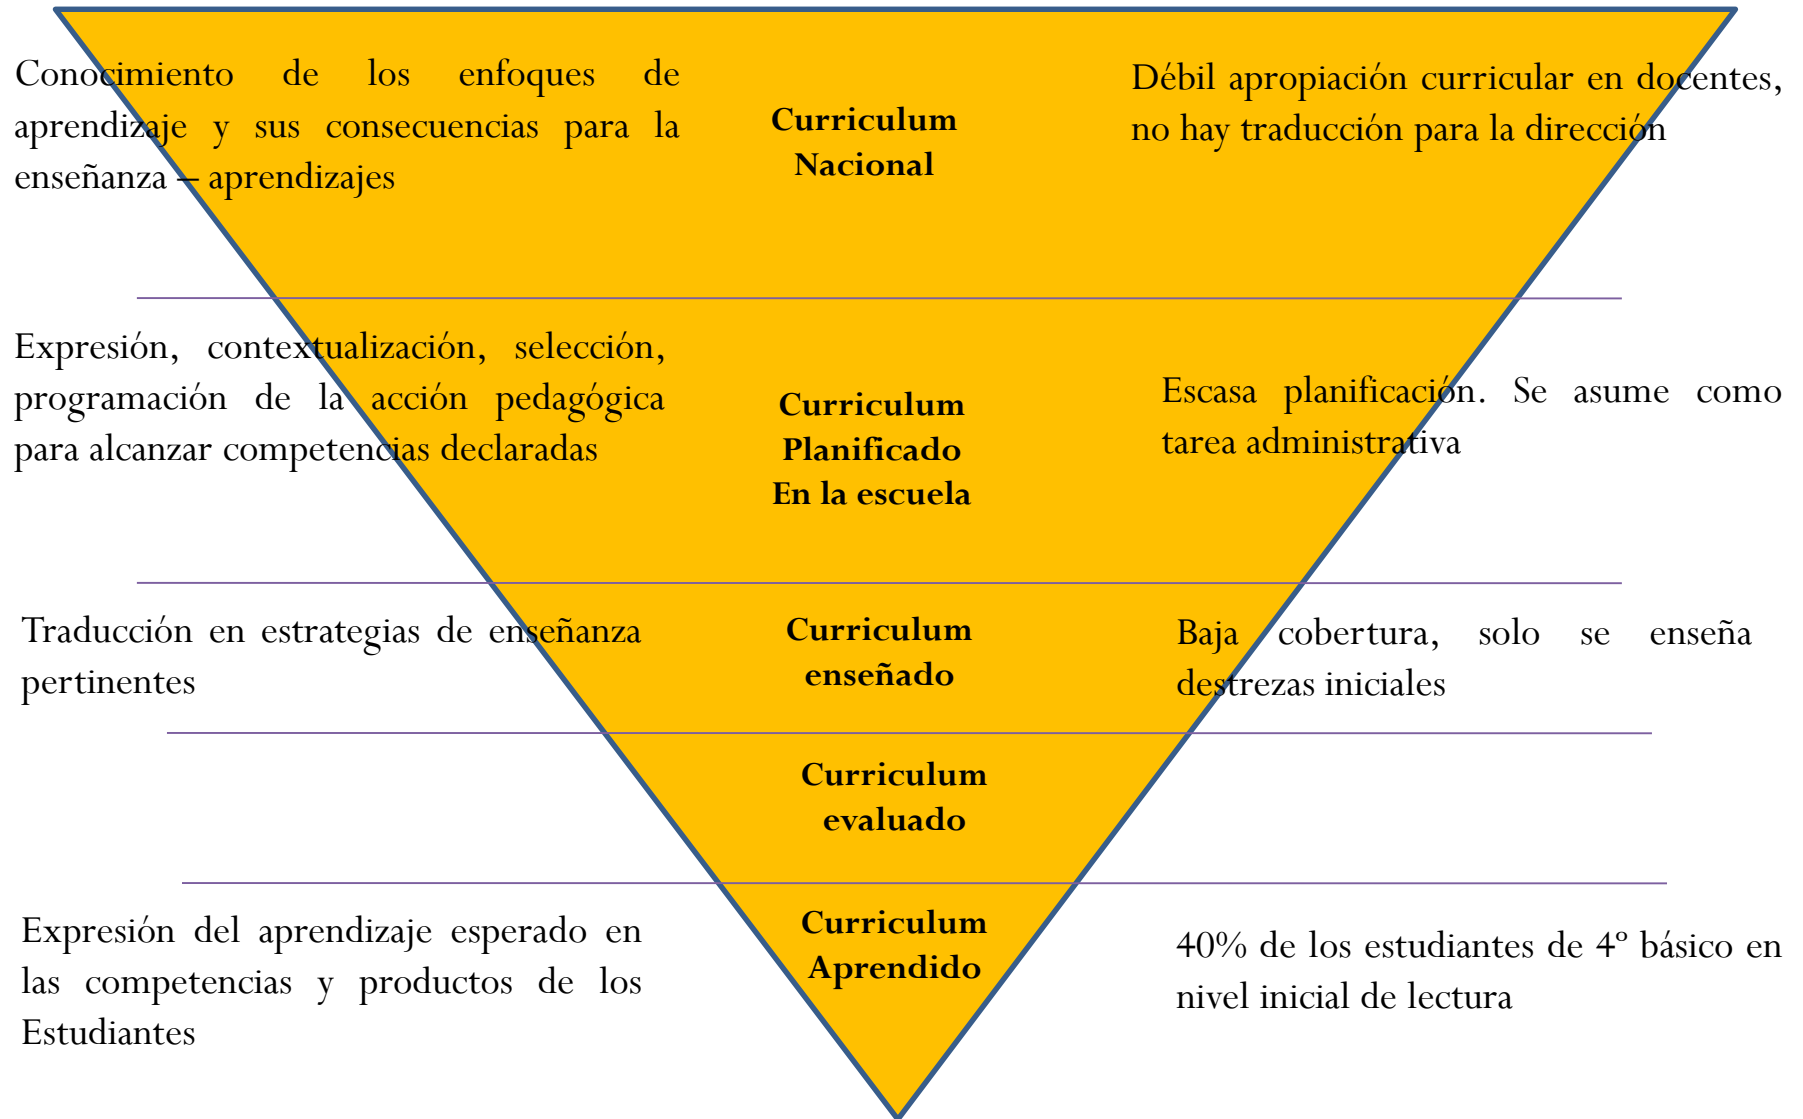 Conocimiento de los enfoques de
aprendizaje y sus consecuencias para la
enseñanza – aprendizajes
Curriculum
Nacional
Débil apropiación curricular en docentes,
no hay traducción para la dirección
Expresión, contextualización, selección,
programación de la acción pedagógica
para alcanzar competencias declaradas
Curriculum
Planificado
En la escuela
Escasa planificación. Se asume como
tarea administrativa
Traducción en estrategias de enseñanza
pertinentes
Curriculum
enseñado
Baja cobertura, solo se enseña
destrezas iniciales
Curriculum
evaluado
Expresión del aprendizaje esperado en
las competencias y productos de los
Estudiantes
Curriculum
Aprendido
40% de los estudiantes de 4º básico en
nivel inicial de lectura